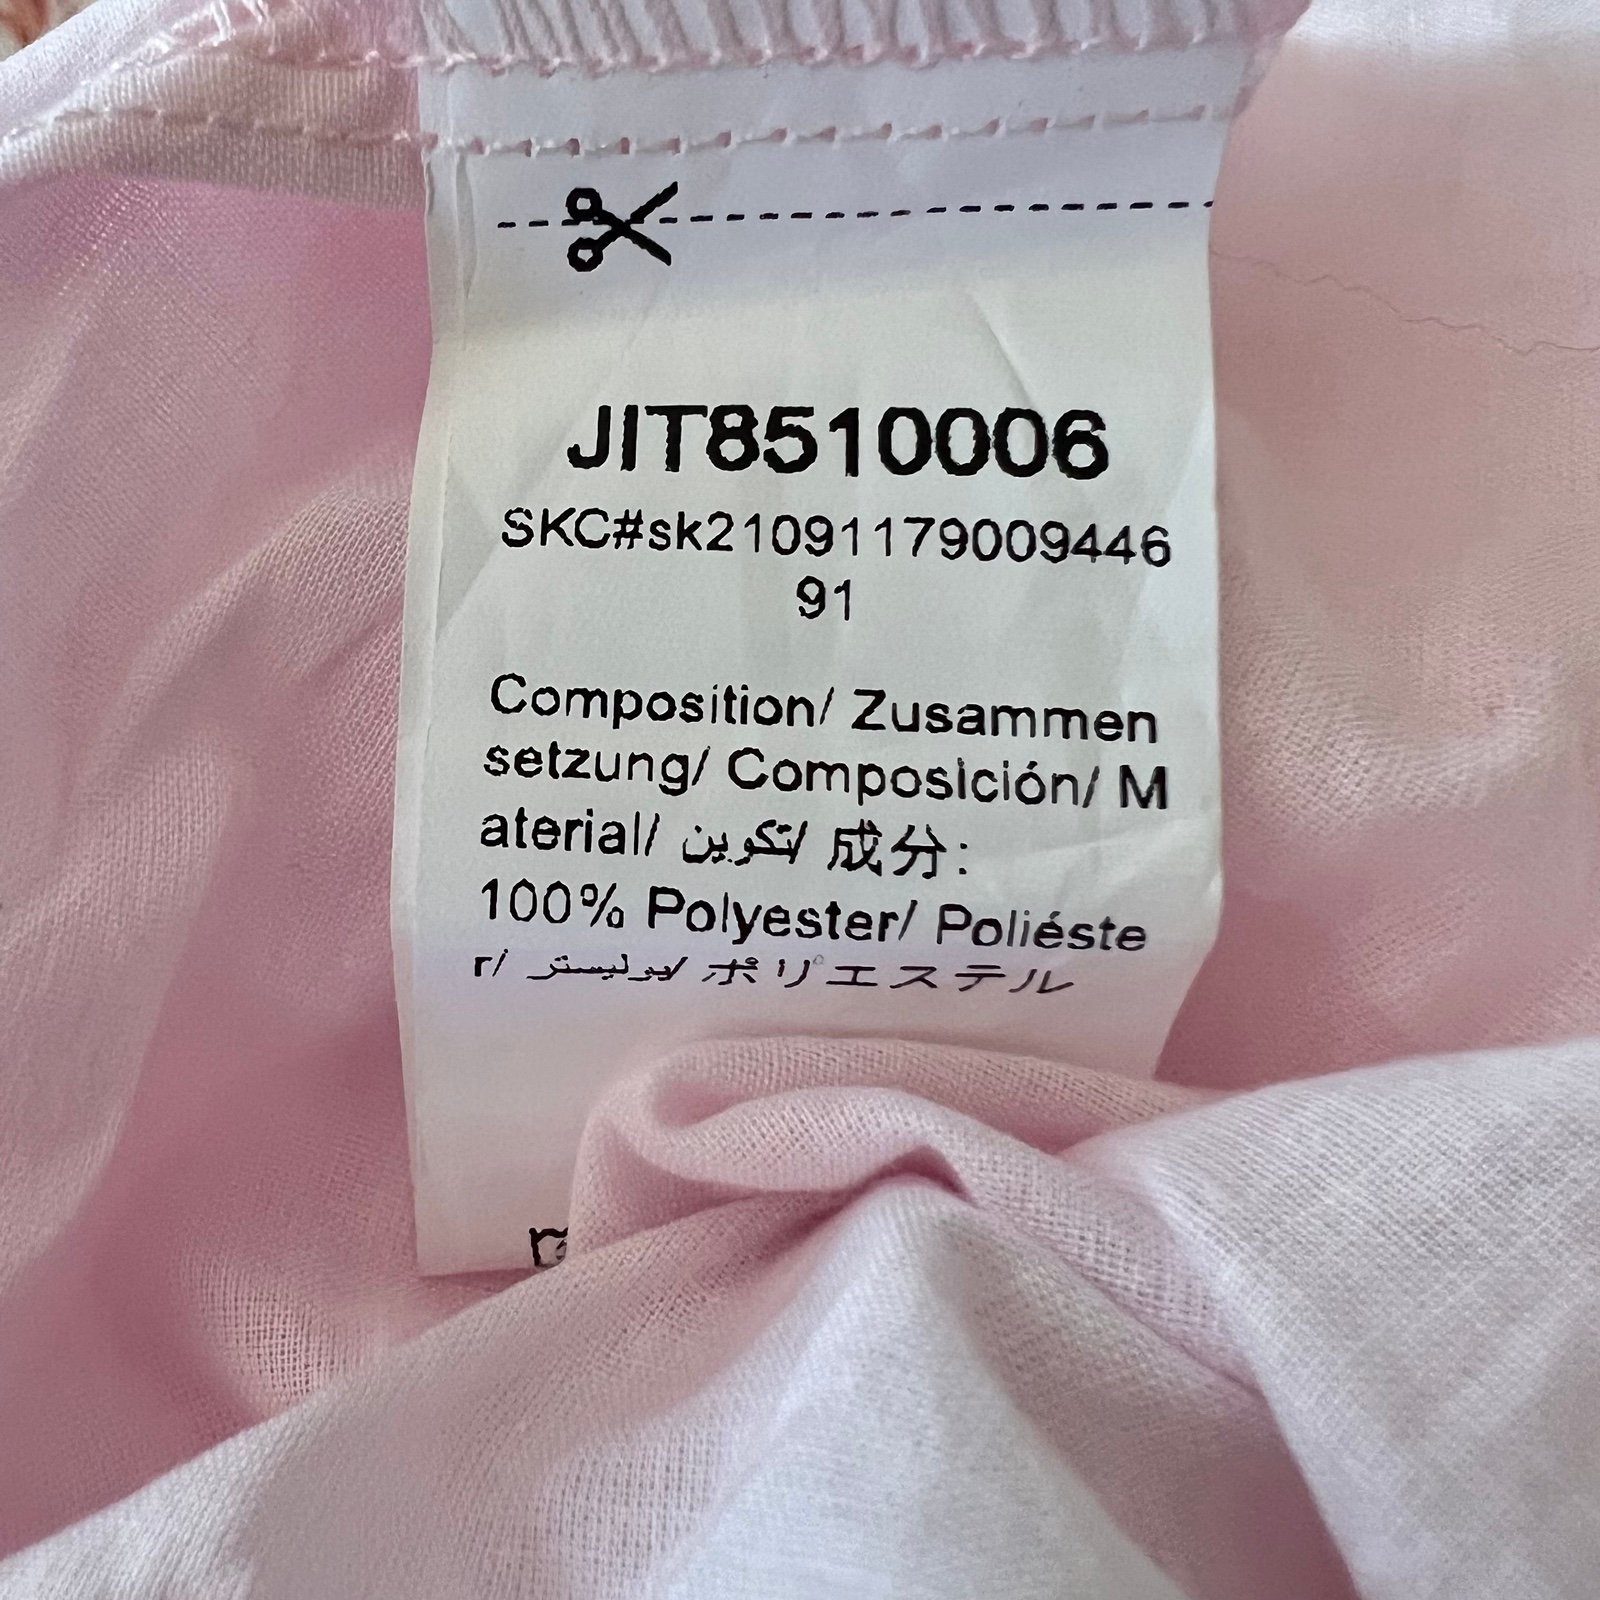 JIT8510006
SKC#sk21091179009446
91
Composition/ Zusammen
setzung/ Composición/ M
aterial/ تكوين/ 成分:
100% Polyester/ Poliéste
r/ بوليستر/ ポリエステル